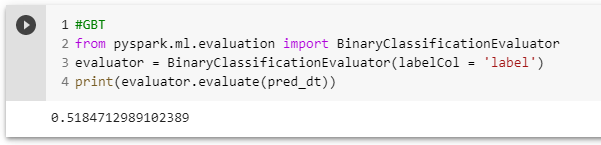 1 #GBT
2 from pyspark.ml.evaluation import BinaryClassificationEvaluator
3 evaluator = BinaryClassificationEvaluator(labelCol = 'label')
4 print(evaluator.evaluate(pred_dt))
0.5184712989102389